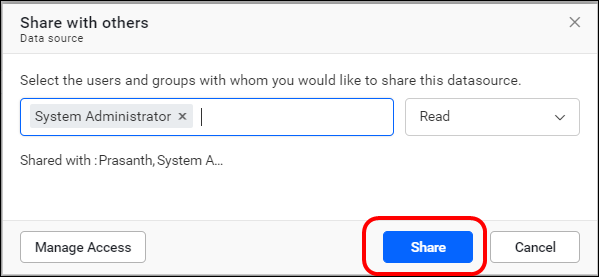 Share with others
Data source
Select the users and groups with whom you would like to share this datasource.
System Administrator × Read
Shared with : Prasanth, System A...
Manage Access Share Cancel